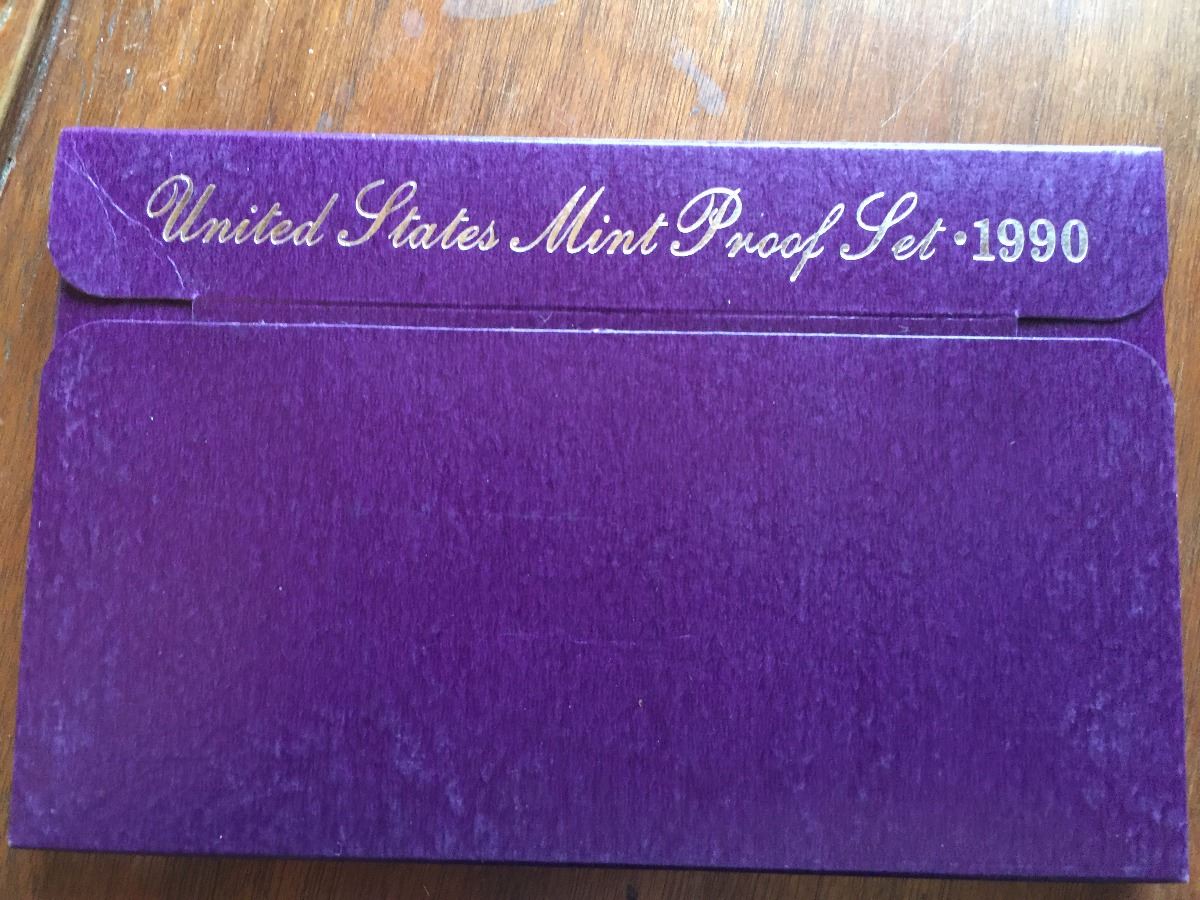 United States Mint Proof Set • 1990